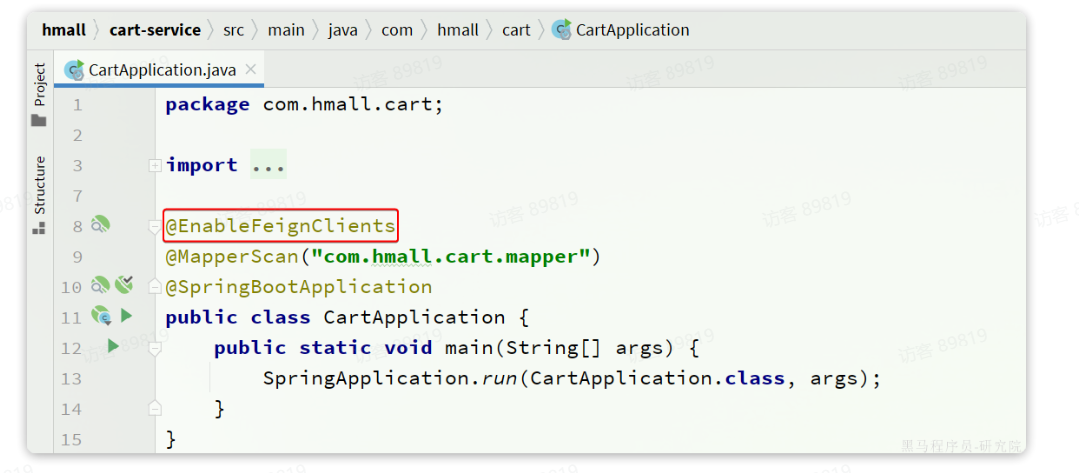 hmall 〉 cart-service 〉 src 〉 main 〉 java 〉 com 〉 hmall 〉 cart 〉 CartApplication
CartApplication.java ×
Project
Structure
1 package com.hmall.cart;
2
3 import ...
7
8 @EnableFeignClients
9 @MapperScan("com.hmall.cart.mapper")
10 @SpringBootApplication
11 public class CartApplication {
12 public static void main(String[] args) {
13 SpringApplication.run(CartApplication.class, args);
14 }
15 }
访客 89819
访客 89819
访客 89819
访客 89819
访客 89819
访客 89819
访客 89819
访客 89819
黑马程序员-研究院